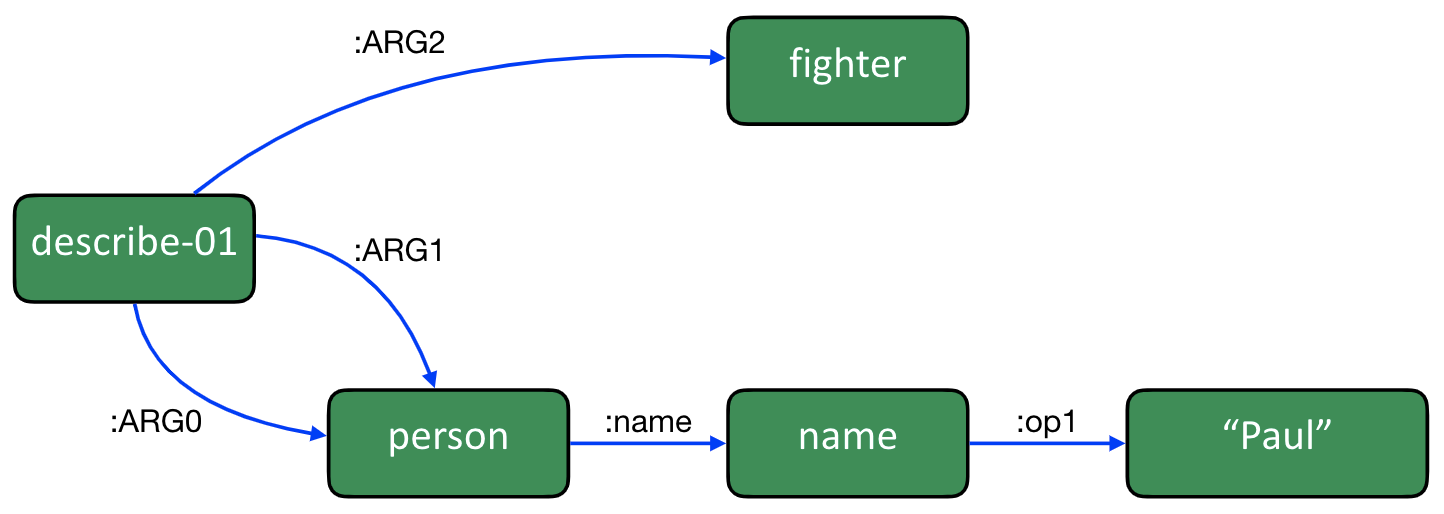 :ARG2
fighter
describe-01
:ARG1
:ARG0
person
:name
name
:op1
“Paul”